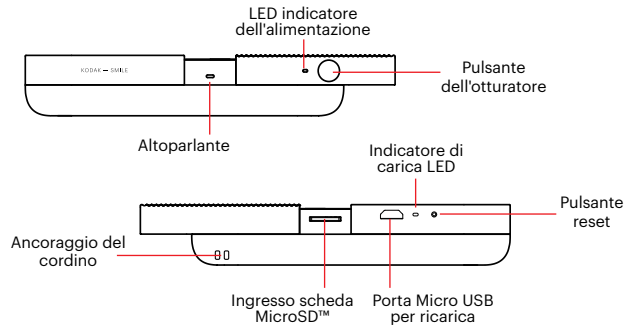 LED indicatore
dell'alimentazione
KODAK — SMILE
Pulsante
dell'otturatore
Altoparlante
Indicatore di
carica LED
Pulsante
reset
Ancoraggio del
cordino
Ingresso scheda
MicroSD™
Porta Micro USB
per ricarica